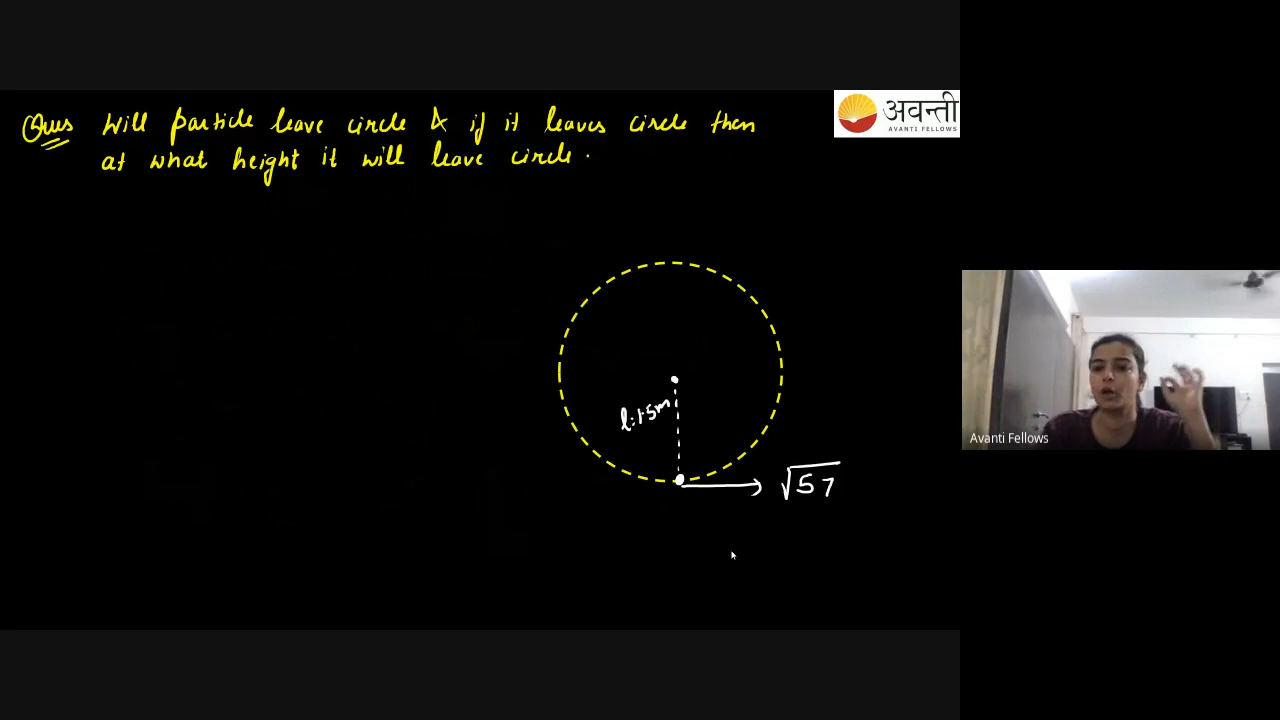 Ques Will particle leave circle & if it leaves circle then
at what height it will leave circle.
अवन्ती
AVANTI FELLOWS
l=1.5m
√57
Avanti Fellows